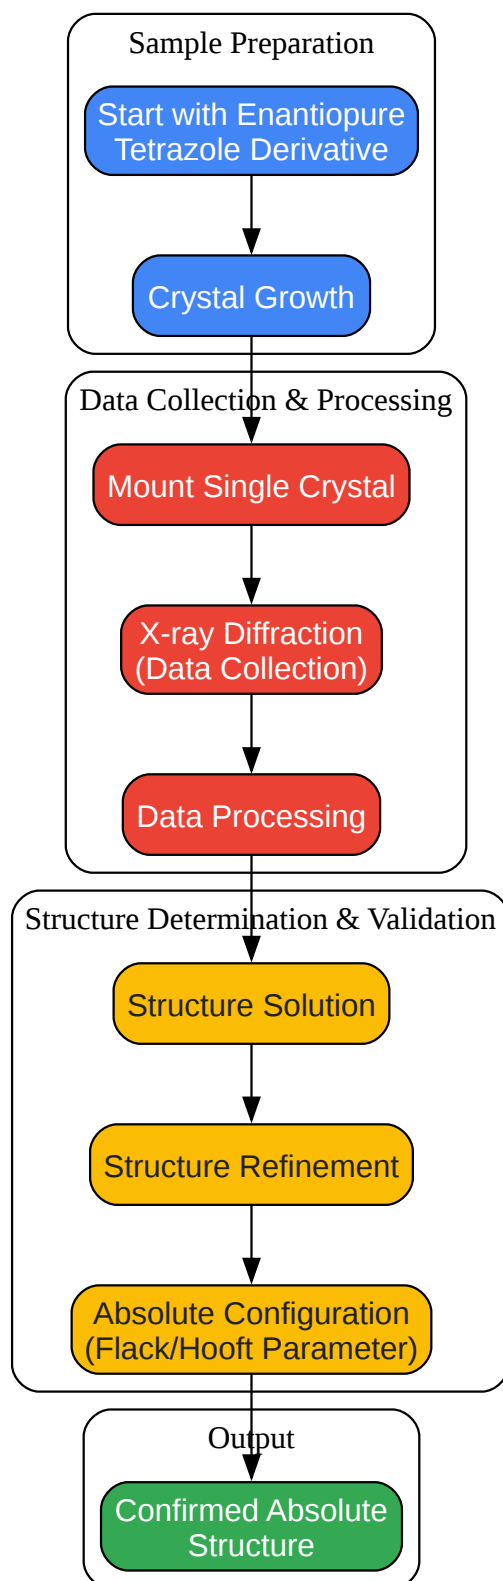 Sample Preparation
Start with Enantiopure
Tetrazole Derivative
Crystal Growth
Data Collection & Processing
Mount Single Crystal
X-ray Diffraction
(Data Collection)
Data Processing
Structure Determination & Validation
Structure Solution
Structure Refinement
Absolute Configuration
(Flack/Hooft Parameter)
Output
Confirmed Absolute
Structure